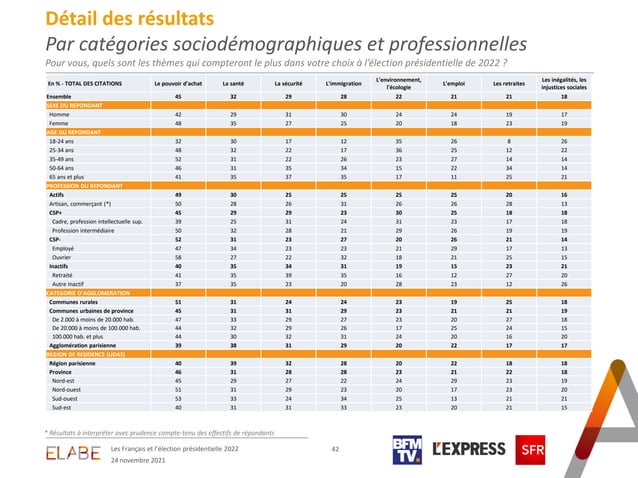 Détail des résultats
Par catégories sociodémographiques et professionnelles
Pour vous, quels sont les thèmes qui compteront le plus dans votre choix à l'élection présidentielle de 2022 ?
En % - TOTAL DES CITATIONS Le pouvoir d'achat La santé La sécurité L'immigration L'environnement, l'écologie L'emploi Les retraites Les inégalités, les injustices sociales
Ensemble 45 32 29 28 22 21 21 18
SEXE DU REPONDANT
Homme 42 29 31 30 24 24 19 17
Femme 48 35 27 25 20 18 23 19
AGE DU REPONDANT
18-24 ans 32 30 17 12 35 26 8 26
25-34 ans 48 32 22 17 36 25 12 22
35-49 ans 52 31 22 26 23 27 14 14
50-64 ans 46 31 35 34 15 22 34 14
65 ans et plus 41 35 37 35 17 11 25 21
PROFESSION DU REPONDANT
Actifs 49 30 25 25 25 25 20 16
Artisan, commerçant (*) 50 28 26 31 26 26 28 13
CSP+ 45 29 29 23 30 25 18 18
Cadre, profession intellectuelle sup. 39 25 31 24 31 23 17 18
Profession intermédiaire 50 32 28 21 29 26 19 19
CSP- 52 31 23 27 20 26 21 14
Employé 47 34 23 23 21 29 17 13
Ouvrier 58 27 22 32 18 21 25 15
Inactifs 40 35 34 31 19 15 23 21
Retraité 41 35 39 35 16 12 27 20
Autre Inactif 37 35 23 20 28 23 12 26
CATEGORIE D'AGGLOMERATION
Communes rurales 51 31 24 24 23 19 25 18
Communes urbaines de province 45 31 31 29 23 21 21 19
De 2.000 à moins de 20.000 hab. 47 33 29 27 23 20 27 18
De 20.000 à moins de 100.000 hab. 44 32 29 26 17 25 24 15
100.000 hab. et plus 44 30 32 31 24 20 16 20
Agglomération parisienne 39 38 31 29 20 22 17 17
REGION DE RESIDENCE (UDA5)
Région parisienne 40 39 32 28 20 22 18 18
Province 46 31 28 28 23 21 22 18
Nord-est 45 29 27 22 24 29 23 19
Nord-ouest 51 31 29 23 20 17 23 20
Sud-ouest 53 33 24 34 25 13 21 21
Sud-est 40 31 31 33 23 20 21 15
* Résultats à interpréter avec prudence compte-tenu des effectifs de répondants
ELABE
Les Français et l'élection présidentielle 2022
24 novembre 2021
42
BFM TV.
L'EXPRESS
SFR